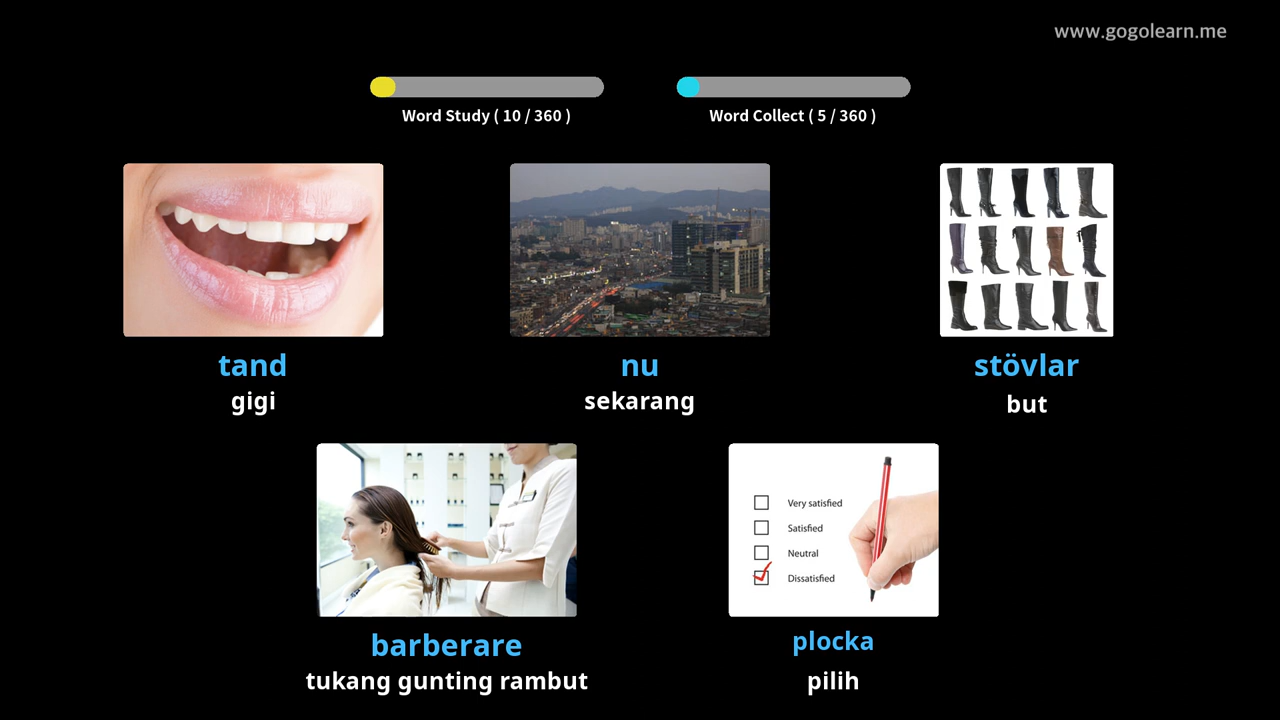 www.gogolearn.me
Word Study ( 10 / 360 )
Word Collect ( 5 / 360 )
tand
gigi
nu
sekarang
stövlar
but
barberare
tukang gunting rambut
Very satisfied
Satisfied
Neutral
Dissatisfied
plocka
pilih